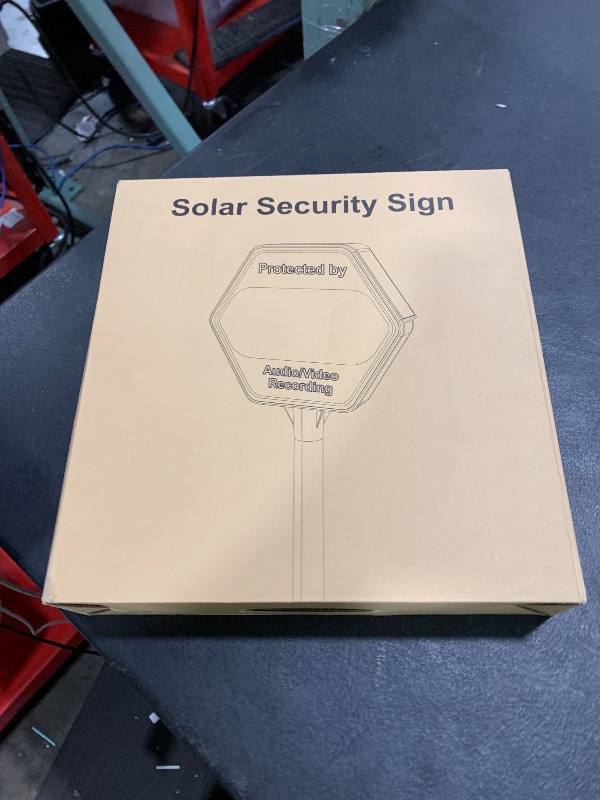 Solar Security Sign
Protected by
Audio/Video
Recording